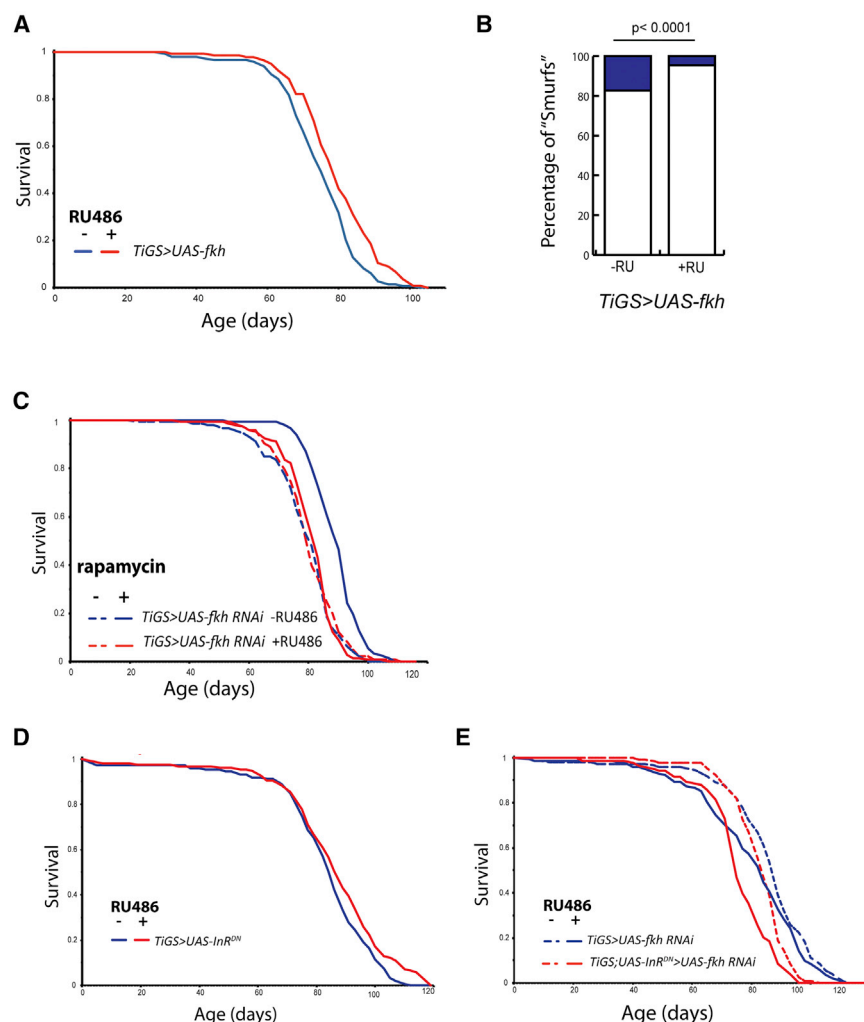 A
Survival
1
0.8
0.6
0.4
0.2
0
RU486
- +
TiGS>UAS-fkh
0 20 40 60 80 100
Age (days)
B
p< 0.0001
Percentage of "Smurfs"
100
80
60
40
20
0
-RU +RU
TiGS>UAS-fkh
C
Survival
1
0.8
0.6
0.4
0.2
0
rapamycin
- +
TiGS>UAS-fkh RNAi -RU486
TiGS>UAS-fkh RNAi +RU486
0 20 40 60 80 100 120
Age (days)
D
Survival
1
0.8
0.6
0.4
0.2
0
RU486
- +
TiGS>UAS-InR^DN
0 20 40 60 80 100 120
Age (days)
E
Survival
1
0.8
0.6
0.4
0.2
0
RU486
- +
TiGS>UAS-fkh RNAi
TiGS;UAS-InR^DN>UAS-fkh RNAi
0 20 40 60 80 100 120
Age (days)